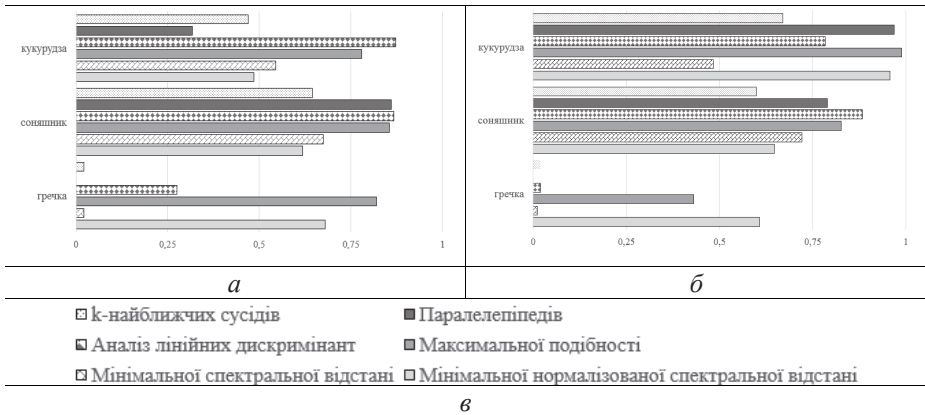 кукурудза
соняшник
гречка
0 0,25 0,5 0,75 1
кукурудза
соняшник
гречка
0 0,25 0,5 0,75 1
а б
k-найближчих сусідів Паралелепіпедів
Аналіз лінійних дискримінант Максимальної подібності
Мінімальної спектральної відстані Мінімальної нормалізованої спектральної відстані
в